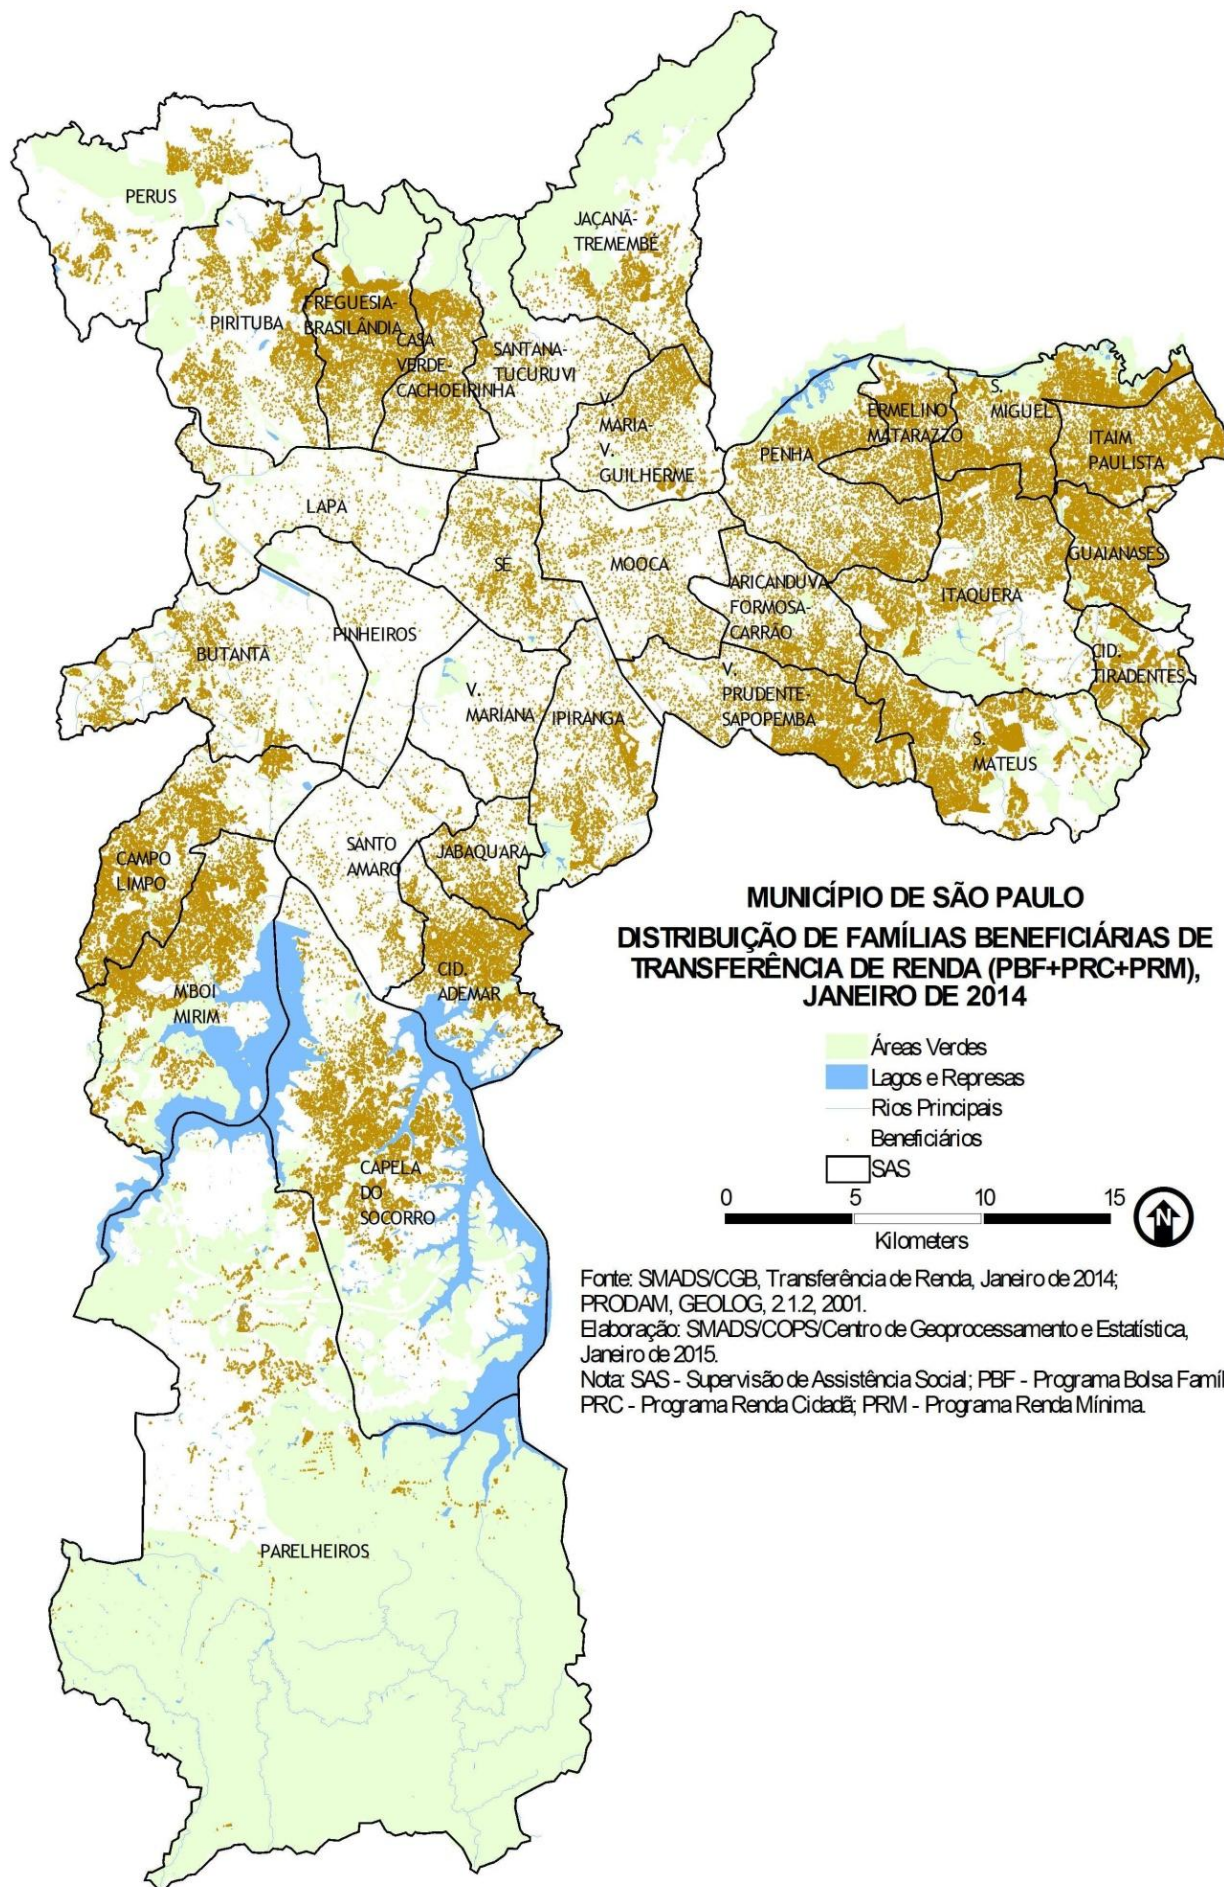 PERUS
JAÇANÃ-
TREMEMBÉ
PIRITUBA
FREGUESIA-
BRASILÂNDIA
CASA
VERDE-
CACHOEIRINHA
SANTANA-
TUCURUVI
V.
MARIA-
V.
GUILHERME
PENHA
ERMELINO
MATARAZZO
S.
MIGUEL
ITAIM
PAULISTA
LAPA
SÉ
MOOCA
ARICANDUVA-
FORMOSA-
CARRÃO
ITAQUERA
GUAIANASES
CID.
TIRADENTES
BUTANTÃ
PINHEIROS
V.
MARIANA
IPIRANGA
V.
PRUDENTE-
SAPOPEMBA
S.
MATEUS
CAMPO
LIMPO
SANTO
AMARO
JABAQUARA
M'BOI
MIRIM
CID.
ADEMAR
CAPELA
DO
SOCORRO
PARELHEIROS
MUNICÍPIO DE SÃO PAULO
DISTRIBUIÇÃO DE FAMÍLIAS BENEFICIÁRIAS DE
TRANSFERÊNCIA DE RENDA (PBF+PRC+PRM),
JANEIRO DE 2014
Áreas Verdes
Lagos e Represas
Rios Principais
Beneficiários
SAS
0 5 10 15
Kilometers
N
Fonte: SMADS/CGB, Transferência de Renda, Janeiro de 2014;
PRODAM, GEOLOG, 2.1.2, 2001.
Elaboração: SMADS/COPS/Centro de Geoprocessamento e Estatística,
Janeiro de 2015.
Nota: SAS - Supervisão de Assistência Social; PBF - Programa Bolsa Famíl
PRC - Programa Renda Cidadã; PRM - Programa Renda Mínima.